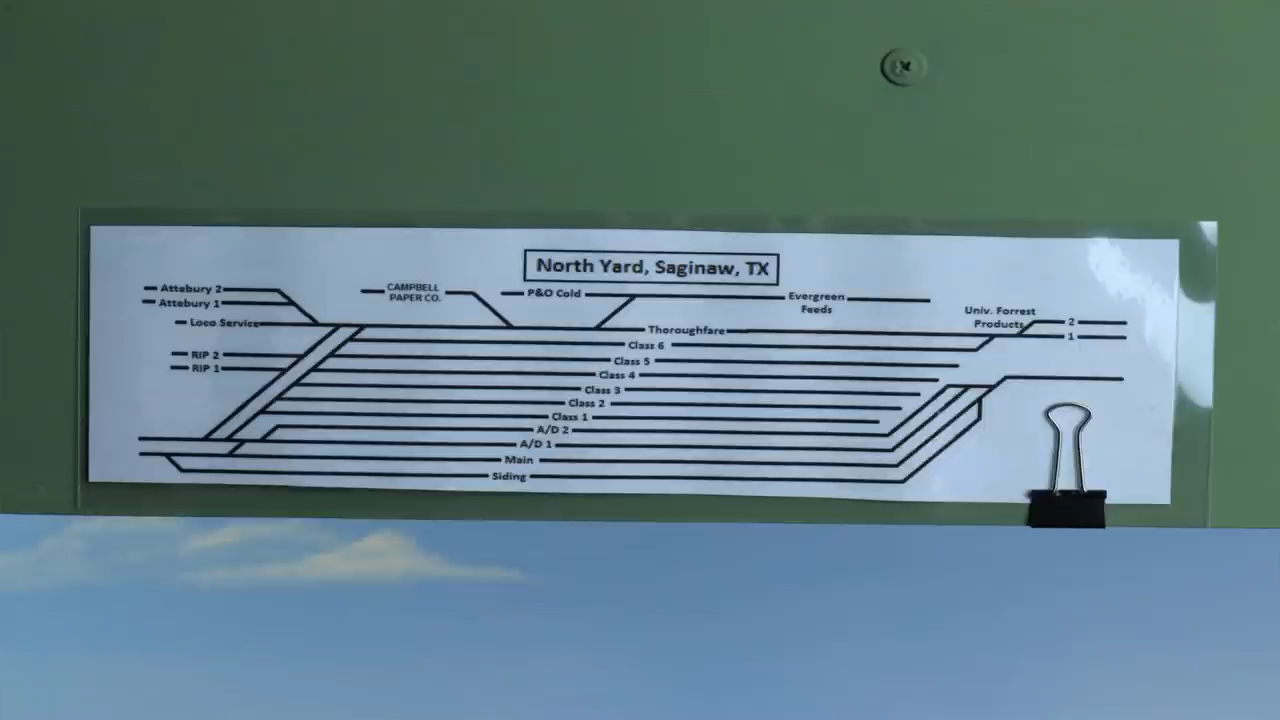 North Yard, Saginaw, TX
Attebury 2
Attebury 1
Loco Service
RIP 2
RIP 1
CAMPBELL
PAPER CO.
P&O Cold
Evergreen
Feeds
Univ. Forrest
Products
2
1
Thoroughfare
Class 6
Class 5
Class 4
Class 3
Class 2
Class 1
A/D 2
A/D 1
Main
Siding